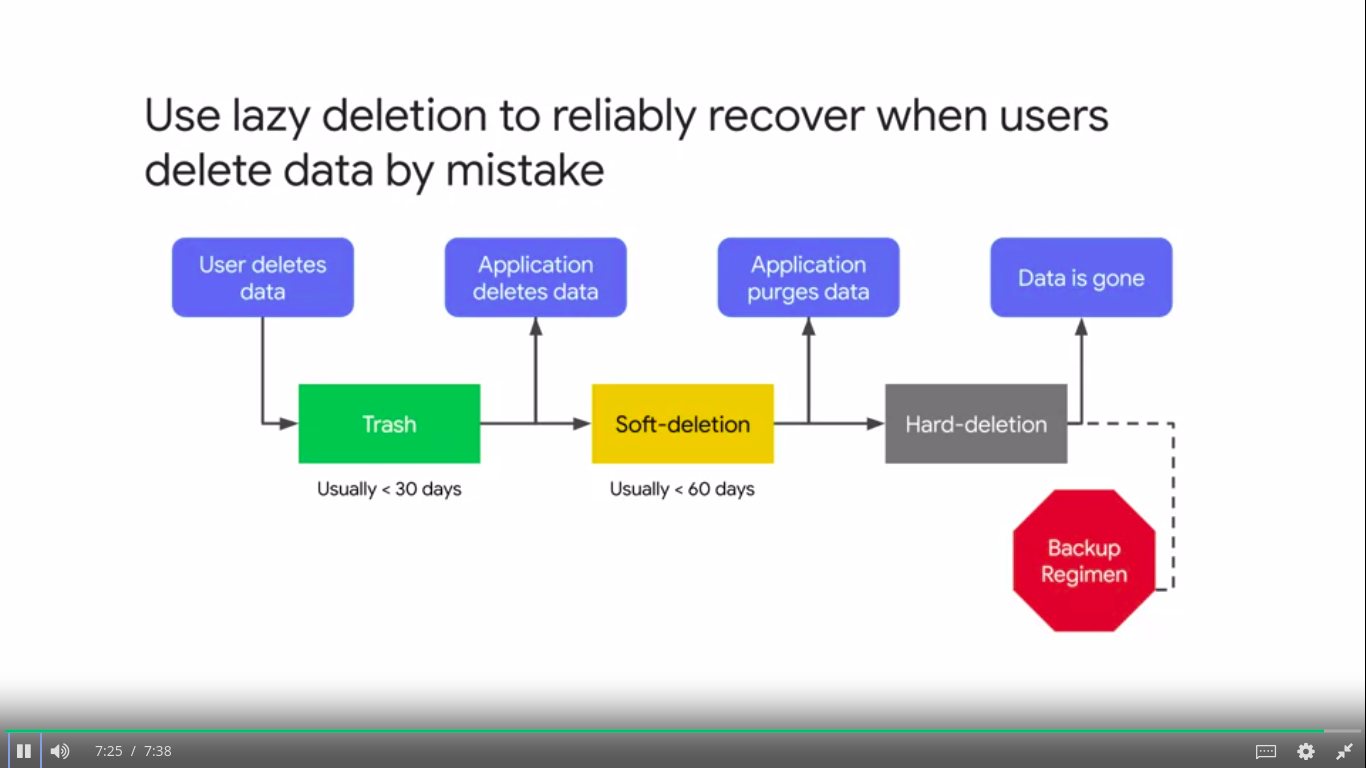 Use lazy deletion to reliably recover when users
delete data by mistake
User deletes
data
Application
deletes data
Application
purges data
Data is gone
Trash
Soft-deletion
Hard-deletion
Usually < 30 days
Usually < 60 days
Backup
Regimen
7:25 / 7:38